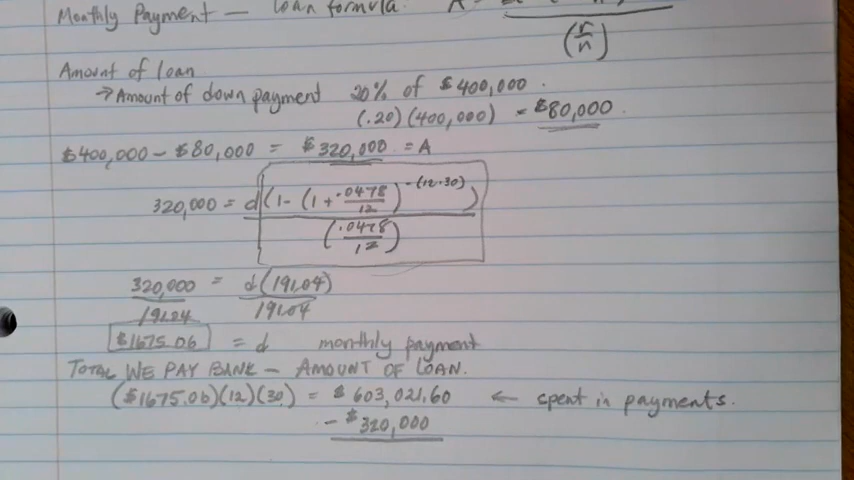 Monthly Payment — loan formula.
(r/n)
Amount of loan
→ Amount of down payment 20% of $400,000.
(.20)(400,000) = $80,000.
$400,000 - $80,000 = $320,000 = A
320,000 = d(1-(1+.0478/12)^-(12·30))
(.0478/12)
320,000 = d(191.04)
191.04 191.04
$1675.06 = d monthly payment
TOTAL WE PAY BANK — AMOUNT OF LOAN.
($1675.06)(12)(30) = $603,021.60 ← spent in payments.
- $320,000